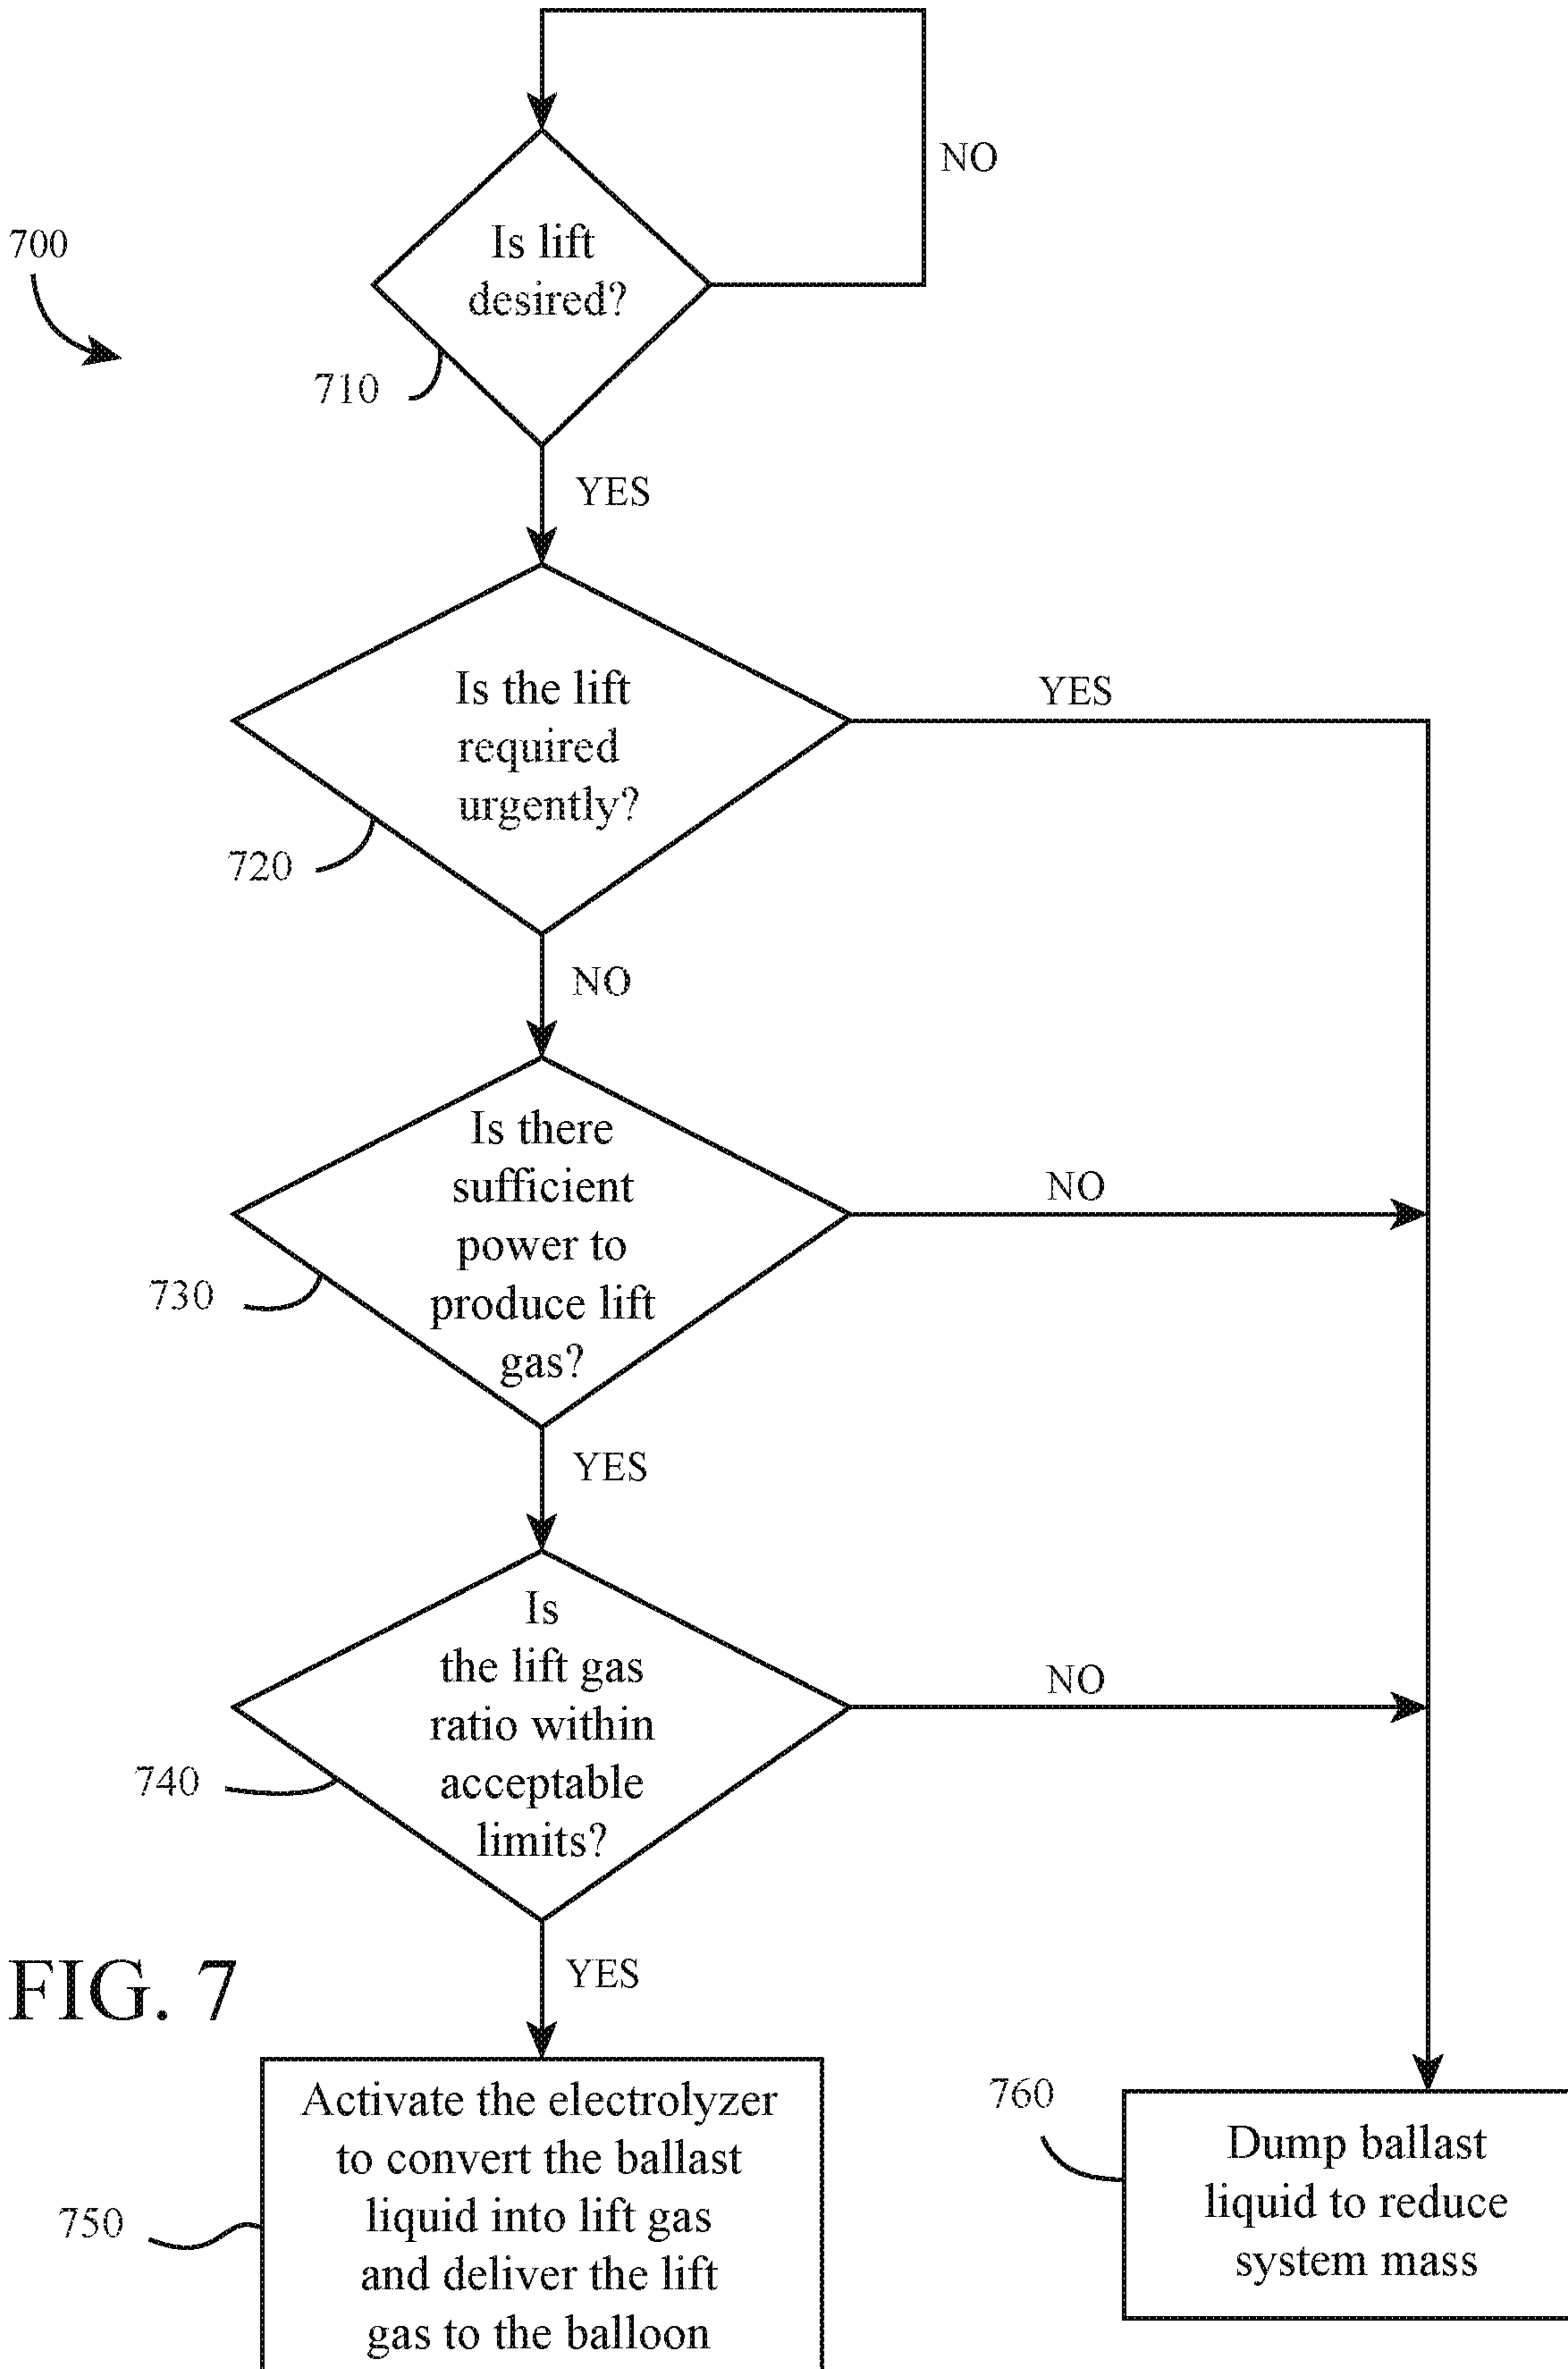 NO
700
Is lift
desired?
710
YES
Is the lift
required
urgently?
YES
720
NO
Is there
sufficient
power to
produce lift
gas?
NO
730
YES
Is
the lift gas
ratio within
acceptable
limits?
NO
740
YES
FIG. 7
Activate the electrolyzer
to convert the ballast
liquid into lift gas
and deliver the lift
gas to the balloon
750
760
Dump ballast
liquid to reduce
system mass